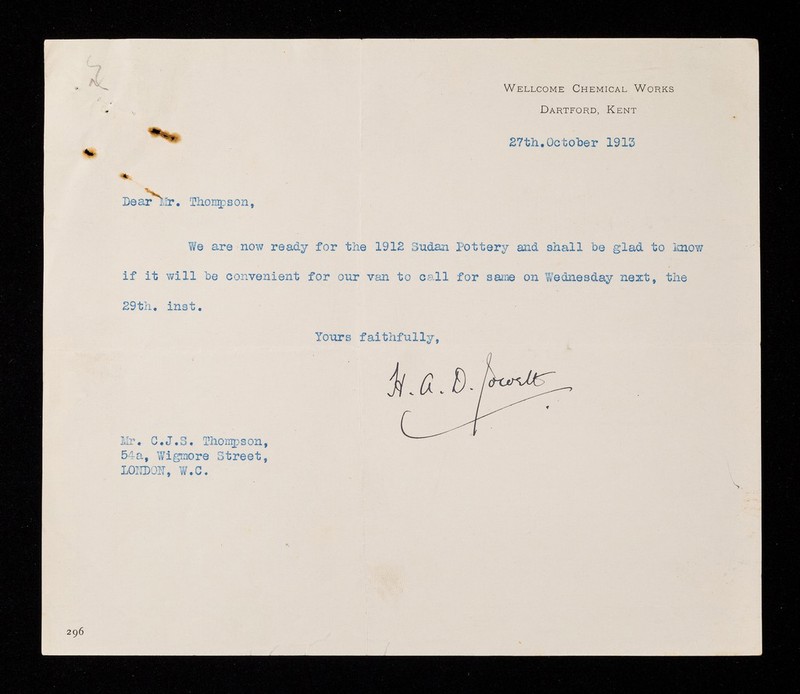 WELLCOME CHEMICAL WORKS
DARTFORD, KENT
27th.October 1913
Dear Mr. Thompson,
We are now ready for the 1912 Sudan Pottery and shall be glad to know
if it will be convenient for our van to call for same on Wednesday next, the
29th. inst.
Yours faithfully,
H. A. D. Jowett
Mr. C.J.S. Thompson,
54a, Wigmore Street,
LONDON, W.C.
296